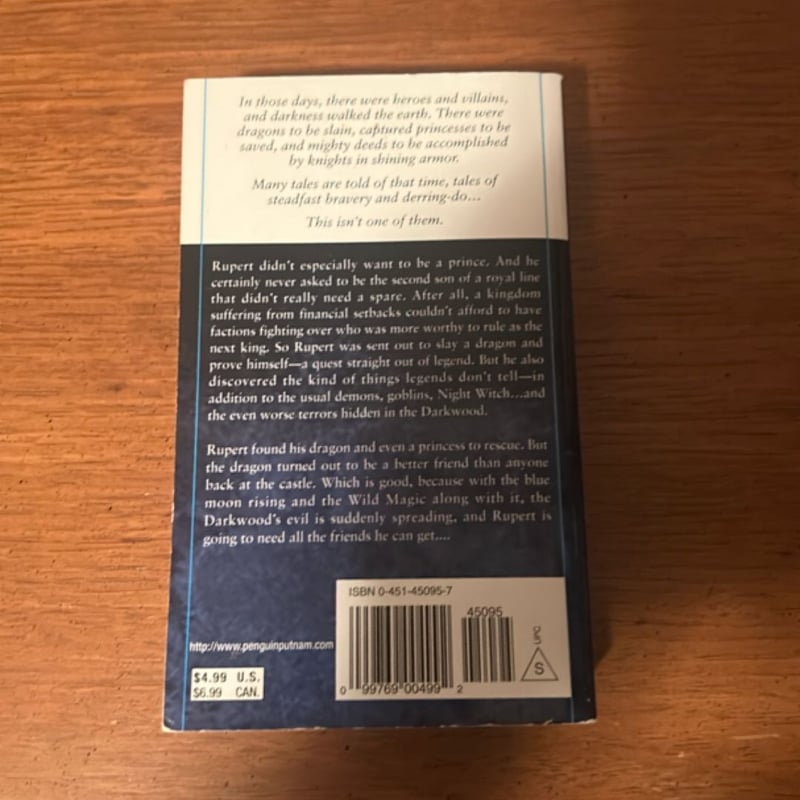 In those days, there were heroes and villains,
and darkness walked the earth. There were
dragons to be slain, captured princesses to be
saved, and mighty deeds to be accomplished
by knights in shining armor.
Many tales are told of that time, tales of
steadfast bravery and derring-do...
This isn't one of them.
Rupert didn't especially want to be a prince. And he
certainly never asked to be the second son of a royal line
that didn't really need a spare. After all, a kingdom
suffering from financial setbacks couldn't afford to have
factions fighting over who was more worthy to rule as the
next king. So Rupert was sent out to slay a dragon and
prove himself—a quest straight out of legend. But he also
discovered the kind of things legends don't tell—in
addition to the usual demons, goblins, Night Witch...and
the even worse terrors hidden in the Darkwood.
Rupert found his dragon and even a princess to rescue. But
the dragon turned out to be a better friend than anyone
back at the castle. Which is good, because with the blue
moon rising and the Wild Magic along with it, the
Darkwood's evil is suddenly spreading, and Rupert is
going to need all the friends he can get....
ISBN 0-451-45095-7
45095
http://www.penguinputnam.com
$4.99 U.S.
$6.99 CAN.
S
0 99769 00499 2